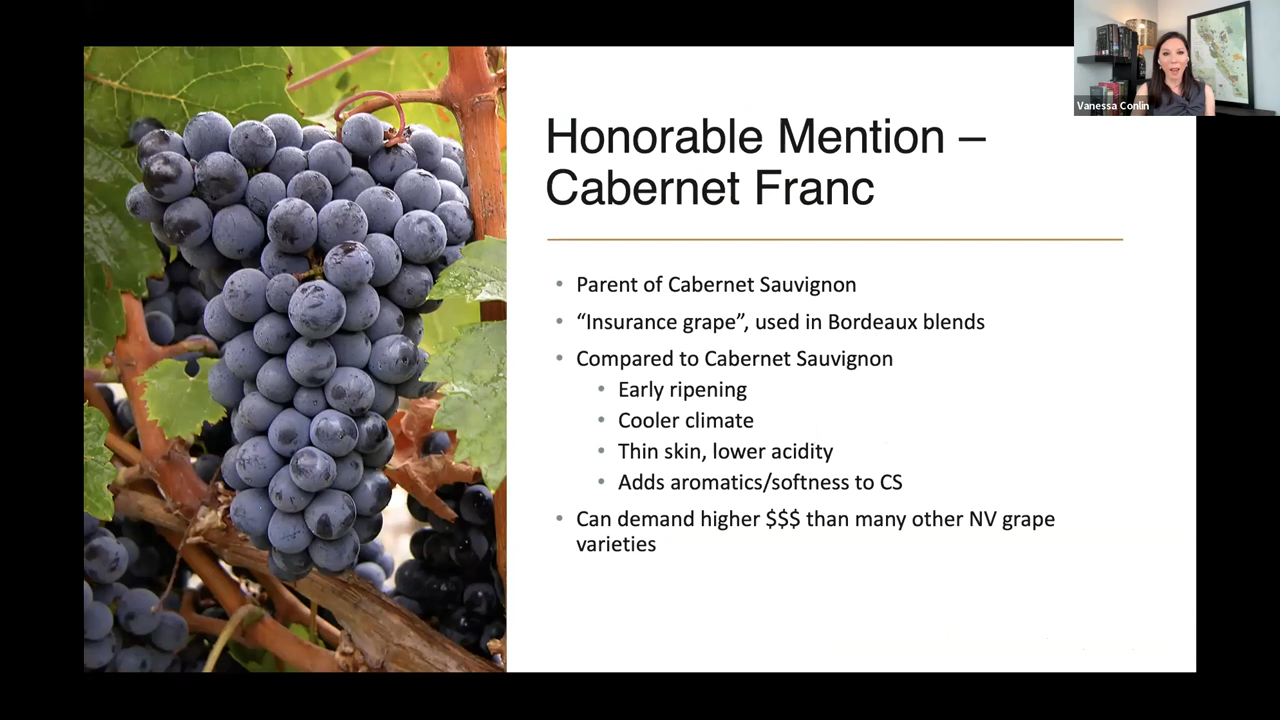 Vanessa Conlin
Honorable Mention –
Cabernet Franc
• Parent of Cabernet Sauvignon
• “Insurance grape”, used in Bordeaux blends
• Compared to Cabernet Sauvignon
• Early ripening
• Cooler climate
• Thin skin, lower acidity
• Adds aromatics/softness to CS
• Can demand higher $$$ than many other NV grape
varieties